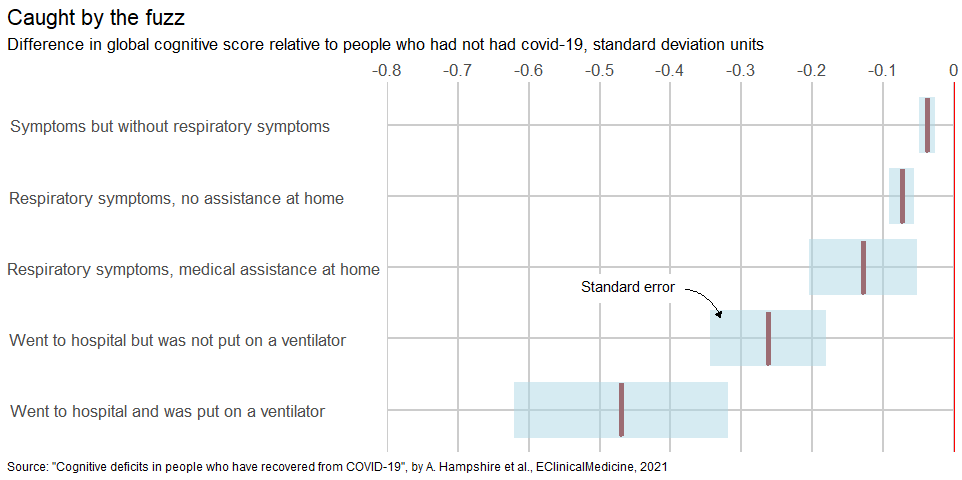 Caught by the fuzz
Difference in global cognitive score relative to people who had not had covid-19, standard deviation units
-0.8 -0.7 -0.6 -0.5 -0.4 -0.3 -0.2 -0.1 0
Symptoms but without respiratory symptoms
Respiratory symptoms, no assistance at home
Respiratory symptoms, medical assistance at home
Standard error
Went to hospital but was not put on a ventilator
Went to hospital and was put on a ventilator
Source: "Cognitive deficits in people who have recovered from COVID-19", by A. Hampshire et al., EClinicalMedicine, 2021